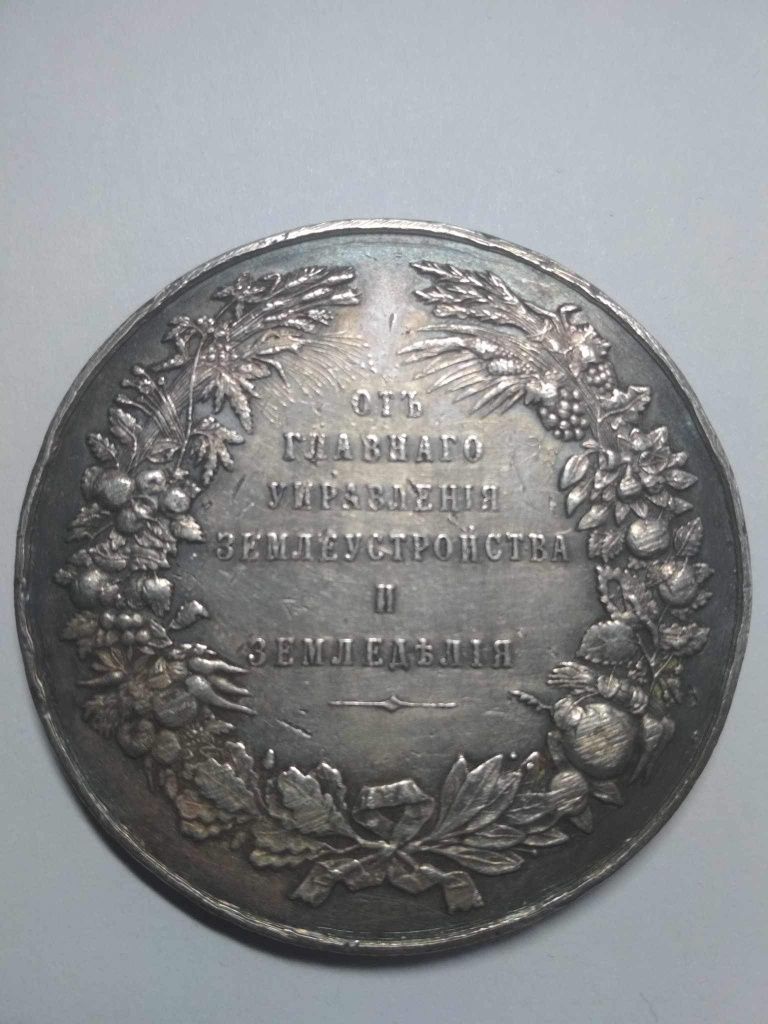 ОТЪ
ГЛАВНАГО
УПРАВЛЕНІЯ
ЗЕМЛЕУСТРОЙСТВА
И
ЗЕМЛЕДѢЛІЯ